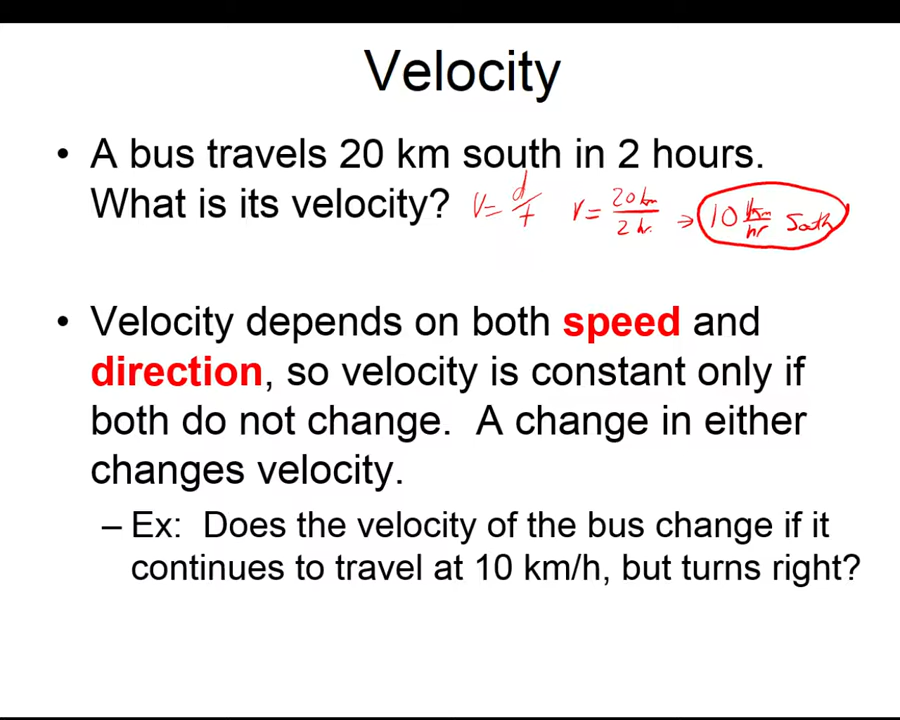 Velocity
• A bus travels 20 km south in 2 hours.
What is its velocity? v = d/t v = 20 km/2 hr. → 10 km/hr South
• Velocity depends on both speed and
direction, so velocity is constant only if
both do not change. A change in either
changes velocity.
– Ex: Does the velocity of the bus change if it
continues to travel at 10 km/h, but turns right?